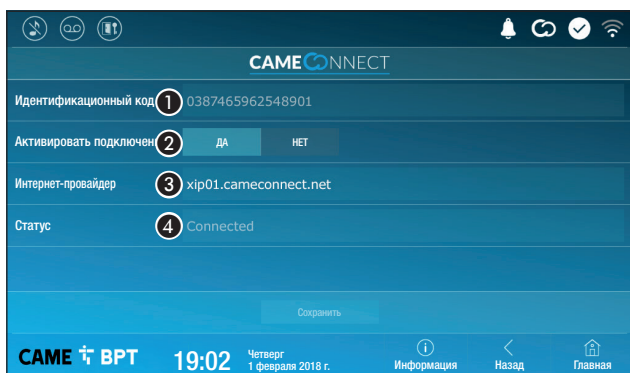 CAMECONNECT
Идентификационный код 1 0387465962548901
Активировать подключен 2 ДА НЕТ
Интернет-провайдер 3 xip01.cameconnect.net
Статус 4 Connected
Сохранить
CAME BPT 19:02 Четверг
1 февраля 2018 г.
Информация Назад Главная